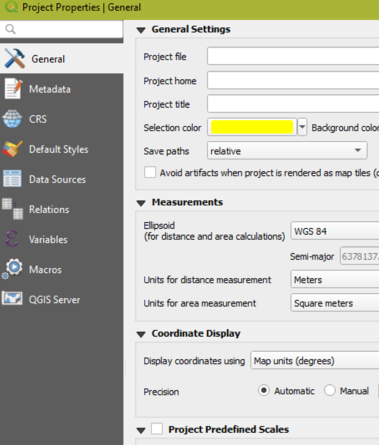 Project Properties | General
General
Metadata
CRS
Default Styles
Data Sources
Relations
Variables
Macros
QGIS Server
General Settings
Project file
Project home
Project title
Selection color
Background color
Save paths
relative
Avoid artifacts when project is rendered as map tiles
Measurements
Ellipsoid
(for distance and area calculations)
WGS 84
Semi-major
6378137.
Units for distance measurement
Meters
Units for area measurement
Square meters
Coordinate Display
Display coordinates using
Map units (degrees)
Precision
Automatic
Manual
Project Predefined Scales